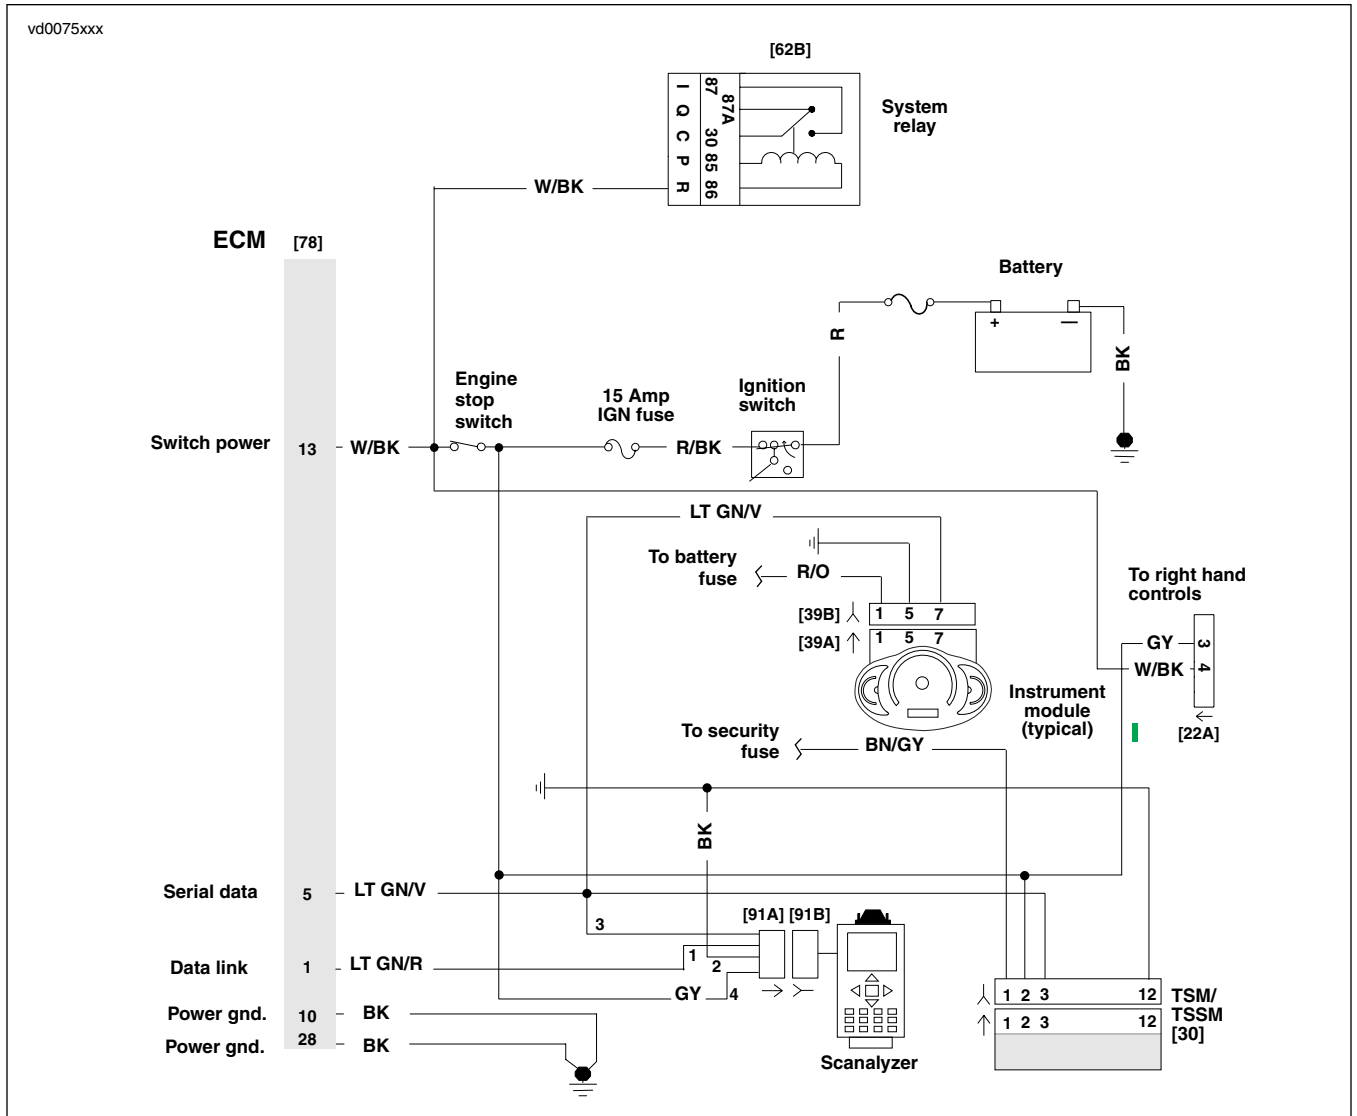 vd0075xxx
[62B]
I Q C P R
87 87A 30 85 86
System
relay
W/BK
ECM [78]
Battery
+ —
R
BK
Engine
stop
switch
15 Amp
IGN fuse
Ignition
switch
Switch power 13 W/BK R/BK
LT GN/V
To battery
fuse
R/O
To right hand
controls
[39B] 1 5 7
[39A] 1 5 7
GY 3
W/BK 4
[22A]
Instrument
module
(typical)
To security
fuse
BN/GY
BK
Serial data 5 LT GN/V
[91A] [91B]
3
1
2
Data link 1 LT GN/R
GY 4
1 2 3 12
1 2 3 12
TSM/
TSSM
[30]
Power gnd. 10 BK
Power gnd. 28 BK
Scanalyzer